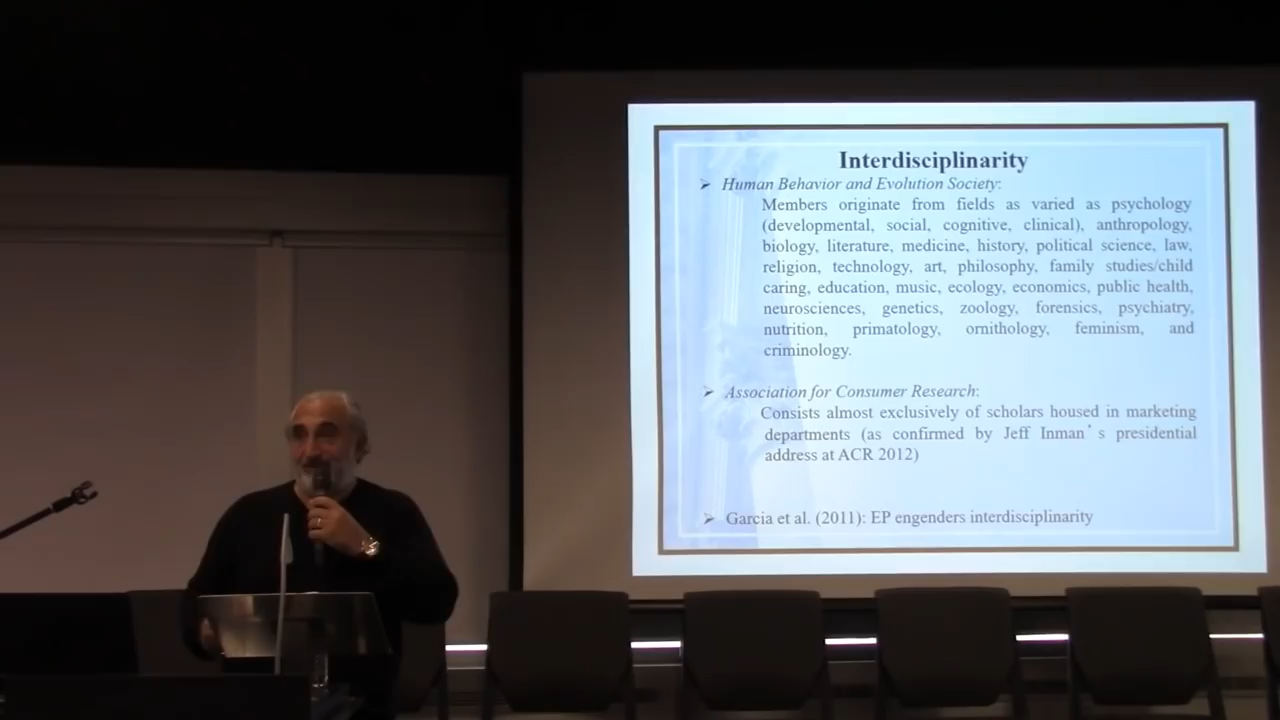 Interdisciplinarity
➢ Human Behavior and Evolution Society:
Members originate from fields as varied as psychology
(developmental, social, cognitive, clinical), anthropology,
biology, literature, medicine, history, political science, law,
religion, technology, art, philosophy, family studies/child
caring, education, music, ecology, economics, public health,
neurosciences, genetics, zoology, forensics, psychiatry,
nutrition, primatology, ornithology, feminism, and
criminology.
➢ Association for Consumer Research:
Consists almost exclusively of scholars housed in marketing
departments (as confirmed by Jeff Inman's presidential
address at ACR 2012)
➢ Garcia et al. (2011): EP engenders interdisciplinarity